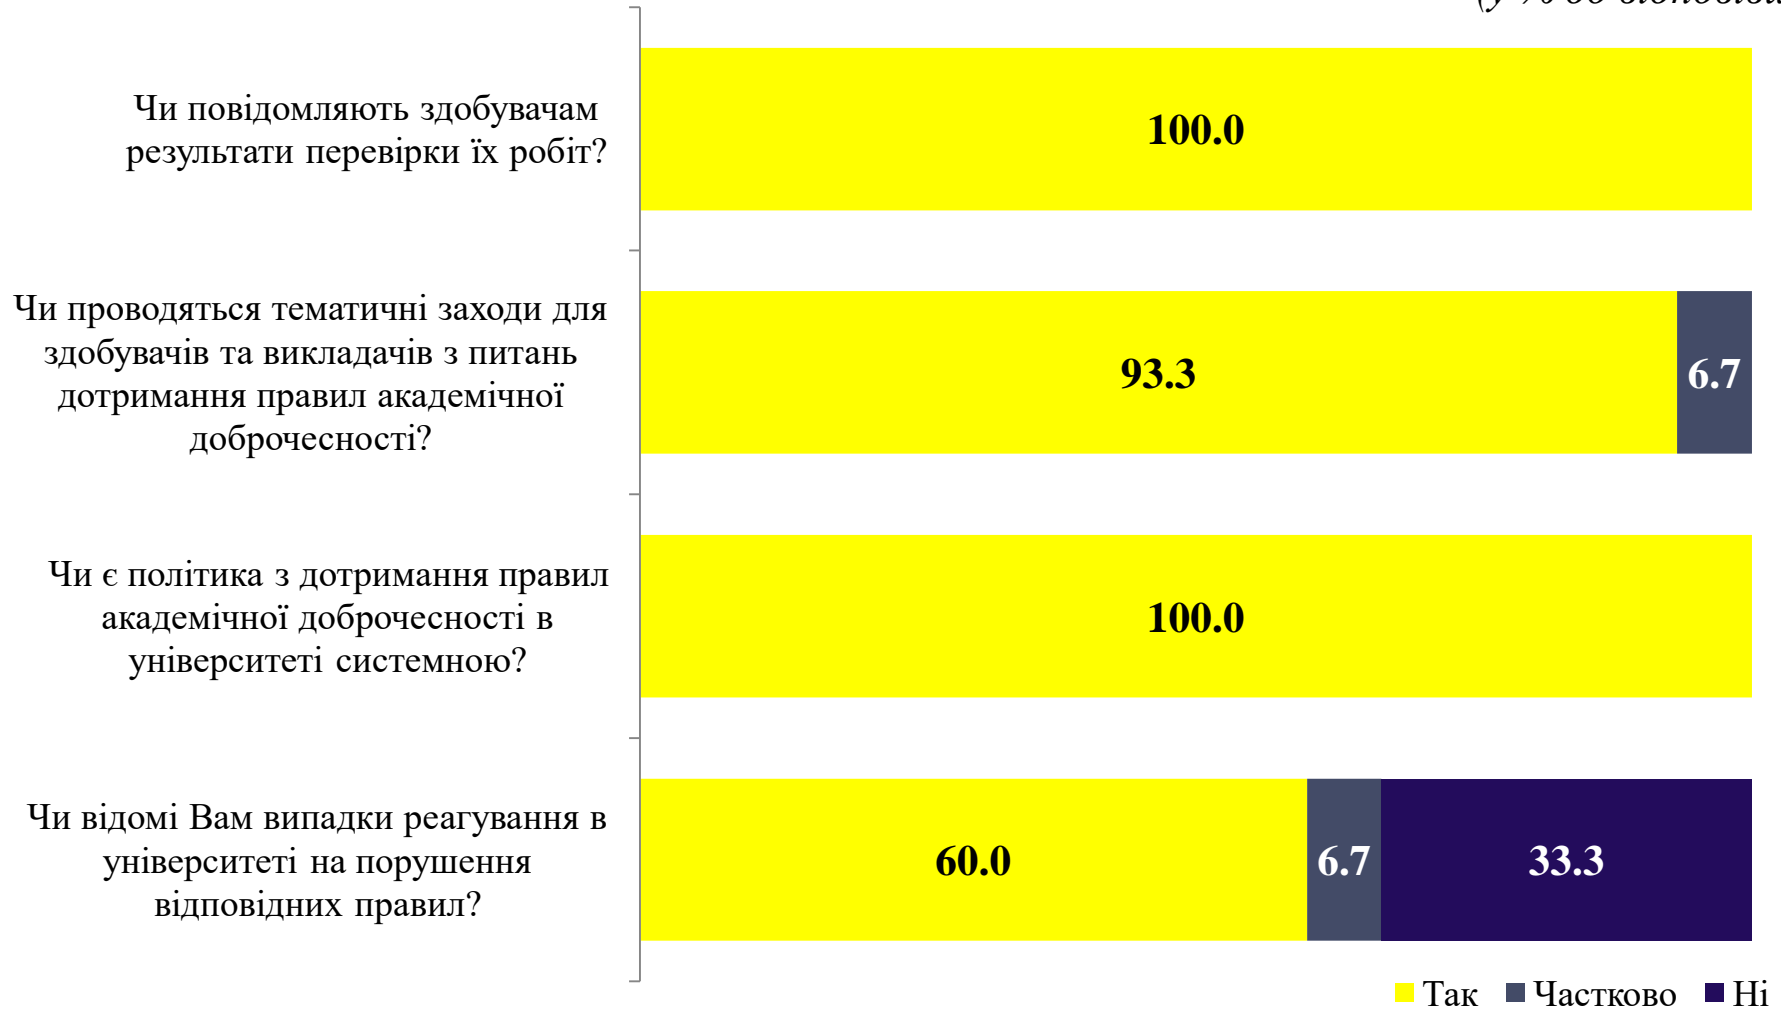 Чи повідомляють здобувачам
результати перевірки їх робіт?
100.0
Чи проводяться тематичні заходи для
здобувачів та викладачів з питань
дотримання правил академічної
доброчесності?
93.3
6.7
Чи є політика з дотримання правил
академічної доброчесності в
університеті системною?
100.0
Чи відомі Вам випадки реагування в
університеті на порушення
відповідних правил?
60.0
6.7
33.3
Так
Частково
Ні